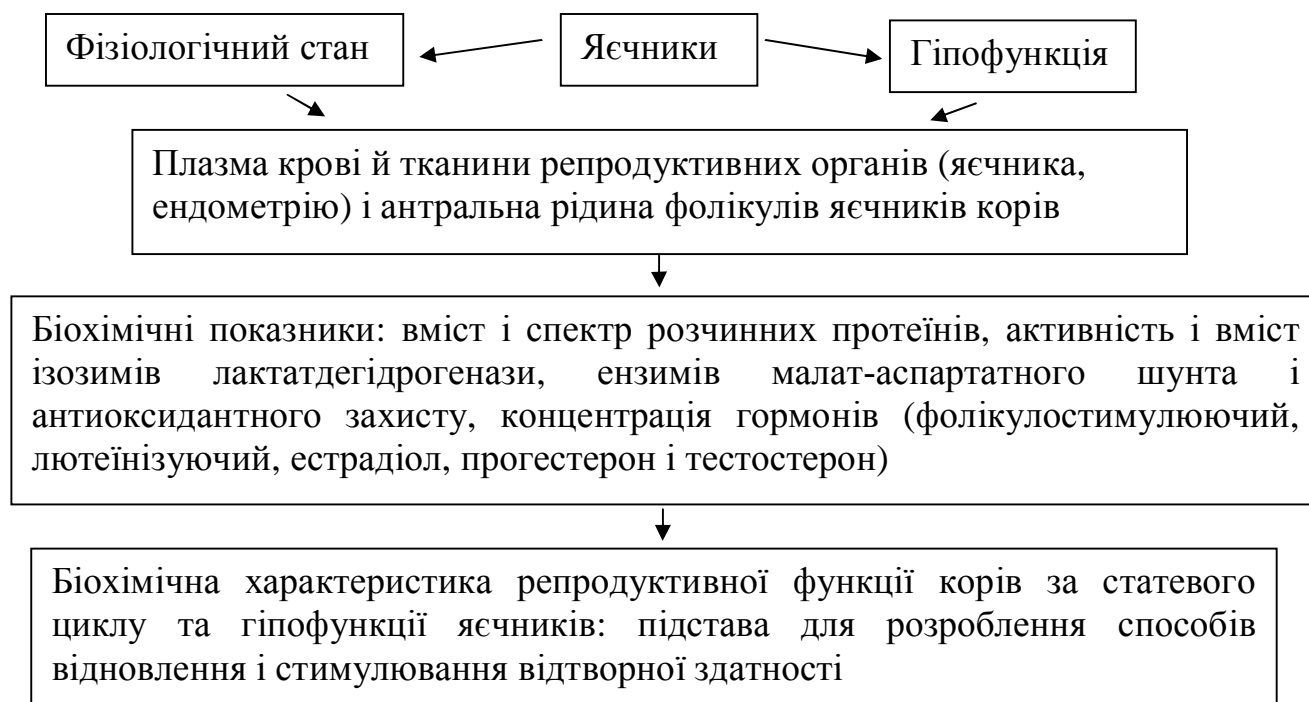 Фізіологічний стан
Яєчники
Гіпофункція
Плазма крові й тканини репродуктивних органів (яєчника,
ендометрію) і антральна рідина фолікулів яєчників корів
Біохімічні показники: вміст і спектр розчинних протеїнів, активність і вміст
ізозимів лактатдегідрогенази, ензимів малат-аспартатного шунта і
антиоксидантного захисту, концентрація гормонів (фолікулостимулюючий,
лютеїнізуючий, естрадіол, прогестерон і тестостерон)
Біохімічна характеристика репродуктивної функції корів за статевого
циклу та гіпофункції яєчників: підстава для розроблення способів
відновлення і стимулювання відтворної здатності